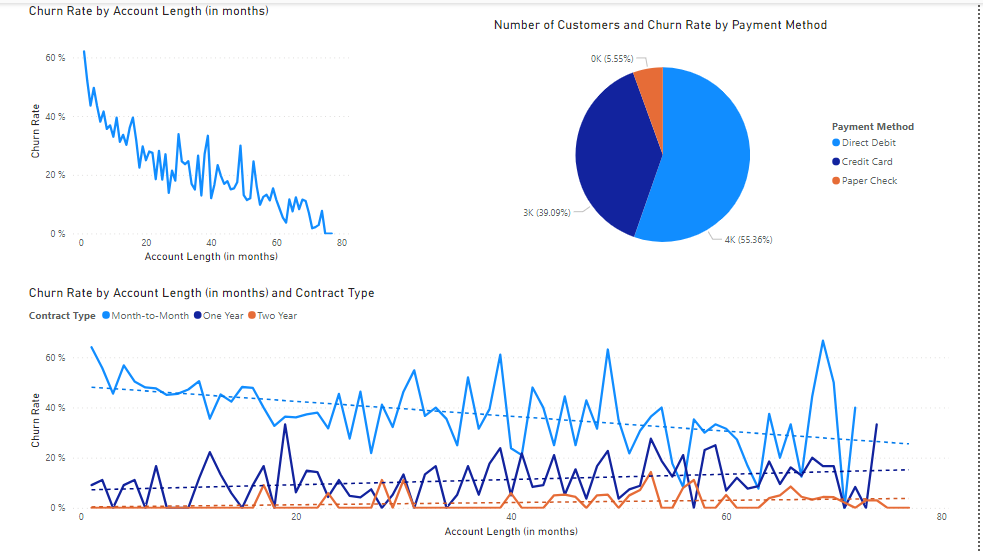 Churn Rate by Account Length (in months)
60 %
40 %
20 %
0 %
Churn Rate
0 20 40 60 80
Account Length (in months)
Number of Customers and Churn Rate by Payment Method
0K (5.55%)
3K (39.09%)
4K (55.36%)
Payment Method
Direct Debit
Credit Card
Paper Check
Churn Rate by Account Length (in months) and Contract Type
Contract Type Month-to-Month One Year Two Year
60 %
40 %
20 %
0 %
Churn Rate
0 20 40 60 80
Account Length (in months)